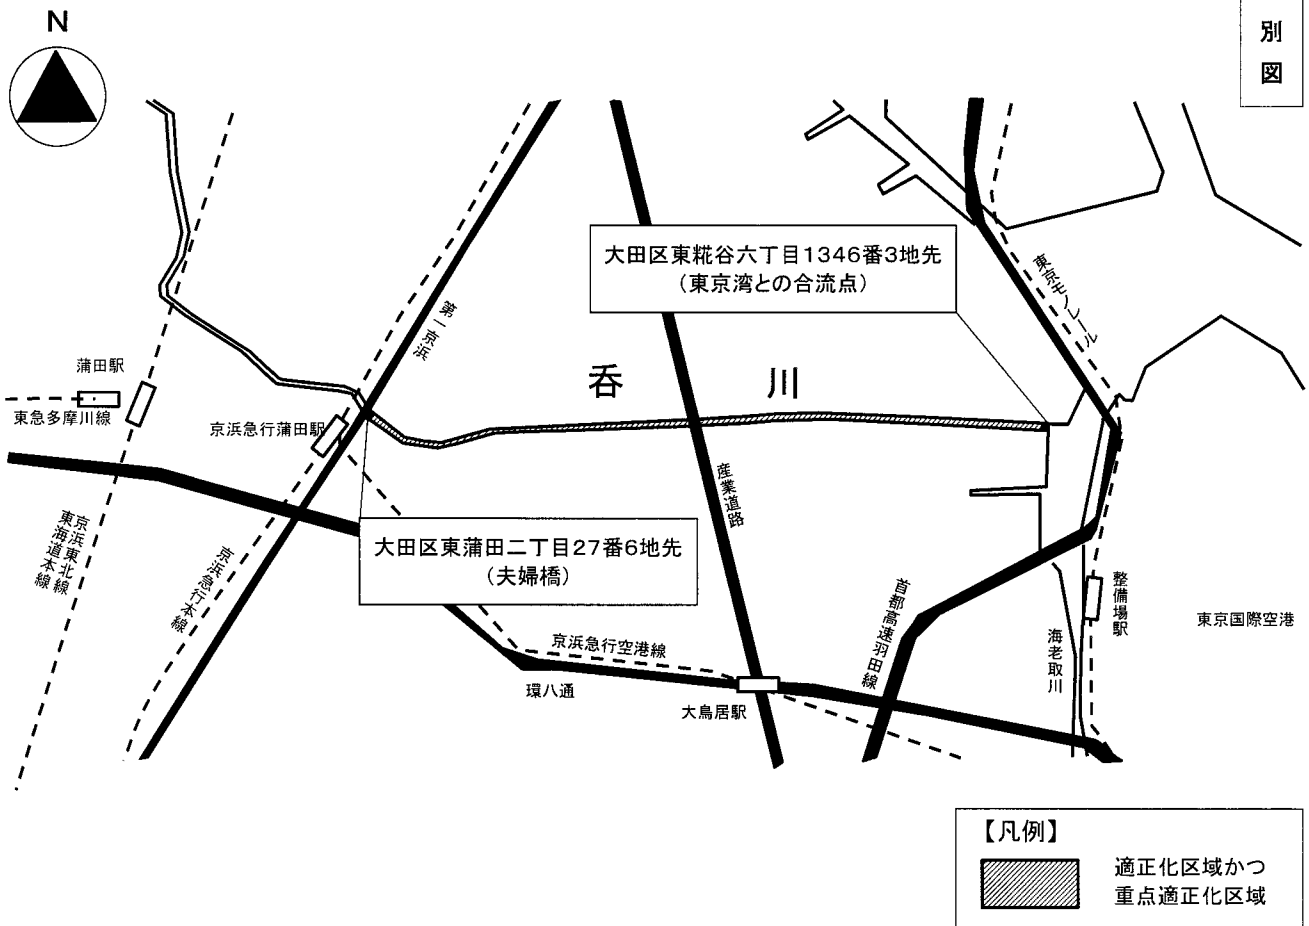 N
別
図
大田区東糀谷六丁目1346番3地先
(東京湾との合流点)
東京モノレール
第一京浜
蒲田駅
東急多摩川線
京浜急行蒲田駅
呑川
産業道路
大田区東蒲田二丁目27番6地先
(夫婦橋)
京浜東北線
東海道本線
京浜急行本線
京浜急行空港線
環八通
大鳥居駅
首都高速羽田線
海老取川
整備場駅
東京国際空港
【凡例】
適正化区域かつ
重点適正化区域